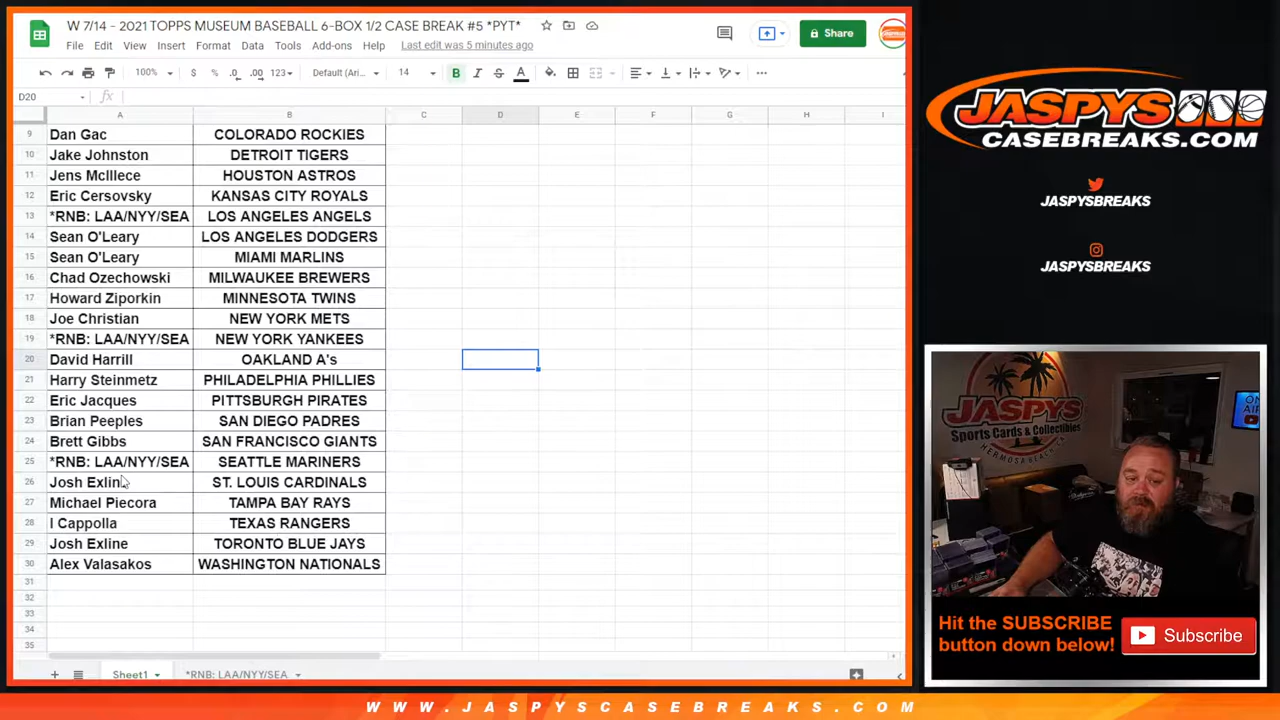 W 7/14 - 2021 TOPPS MUSEUM BASEBALL 6-BOX 1/2 CASE BREAK #5 *PYT*
File Edit View Insert Format Data Tools Add-ons Help Last edit was 5 minutes ago
Share
100% $ % .0 .00 123 Default (Ari... 14 B I S A
D20 fx
A B C D E F G H I
9 Dan Gac COLORADO ROCKIES
10 Jake Johnston DETROIT TIGERS
11 Jens McIllece HOUSTON ASTROS
12 Eric Cersovsky KANSAS CITY ROYALS
13 *RNB: LAA/NYY/SEA LOS ANGELES ANGELS
14 Sean O'Leary LOS ANGELES DODGERS
15 Sean O'Leary MIAMI MARLINS
16 Chad Ozechowski MILWAUKEE BREWERS
17 Howard Ziporkin MINNESOTA TWINS
18 Joe Christian NEW YORK METS
19 *RNB: LAA/NYY/SEA NEW YORK YANKEES
20 David Harrill OAKLAND A's
21 Harry Steinmetz PHILADELPHIA PHILLIES
22 Eric Jacques PITTSBURGH PIRATES
23 Brian Peeples SAN DIEGO PADRES
24 Brett Gibbs SAN FRANCISCO GIANTS
25 *RNB: LAA/NYY/SEA SEATTLE MARINERS
26 Josh Exline ST. LOUIS CARDINALS
27 Michael Piecora TAMPA BAY RAYS
28 I Cappolla TEXAS RANGERS
29 Josh Exline TORONTO BLUE JAYS
30 Alex Valasakos WASHINGTON NATIONALS
31
32
33
34
35
Sheet1 *RNB: LAA/NYY/SEA
JASPYS
CASEBREAKS.COM
JASPYSBREAKS
JASPYSBREAKS
JASPYS
Sports Cards & Collectibles
HERMOSA BEACH, CA
ON
AIR
Hit the SUBSCRIBE
button down below!
Subscribe
WWW.JASPYSCASEBREAKS.COM